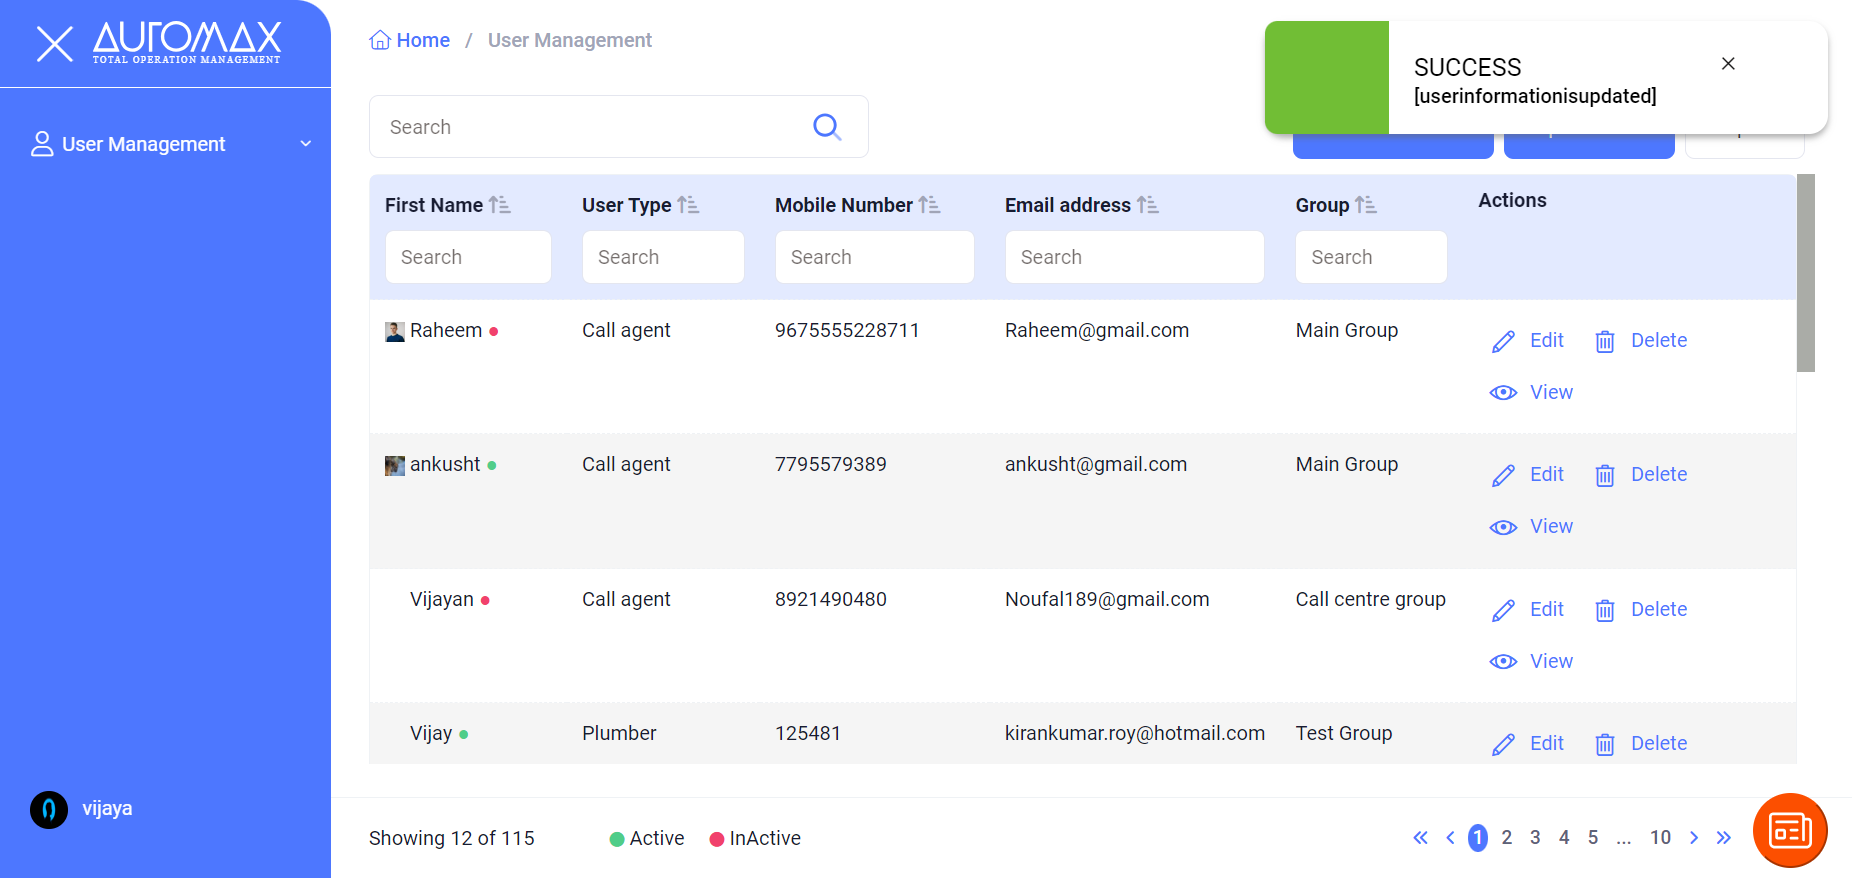 AUTOMAX
TOTAL OPERATION MANAGEMENT
User Management
vijaya
Home / User Management
SUCCESS
[userinformationisupdated]
Search
First Name User Type Mobile Number Email address Group Actions
Search Search Search Search Search
Raheem Call agent 9675555228711 Raheem@gmail.com Main Group Edit Delete
View
ankusht Call agent 7795579389 ankusht@gmail.com Main Group Edit Delete
View
Vijayan Call agent 8921490480 Noufal189@gmail.com Call centre group Edit Delete
View
Vijay Plumber 125481 kirankumar.roy@hotmail.com Test Group Edit Delete
Showing 12 of 115 Active InActive « ‹ 1 2 3 4 5 ... 10 › »